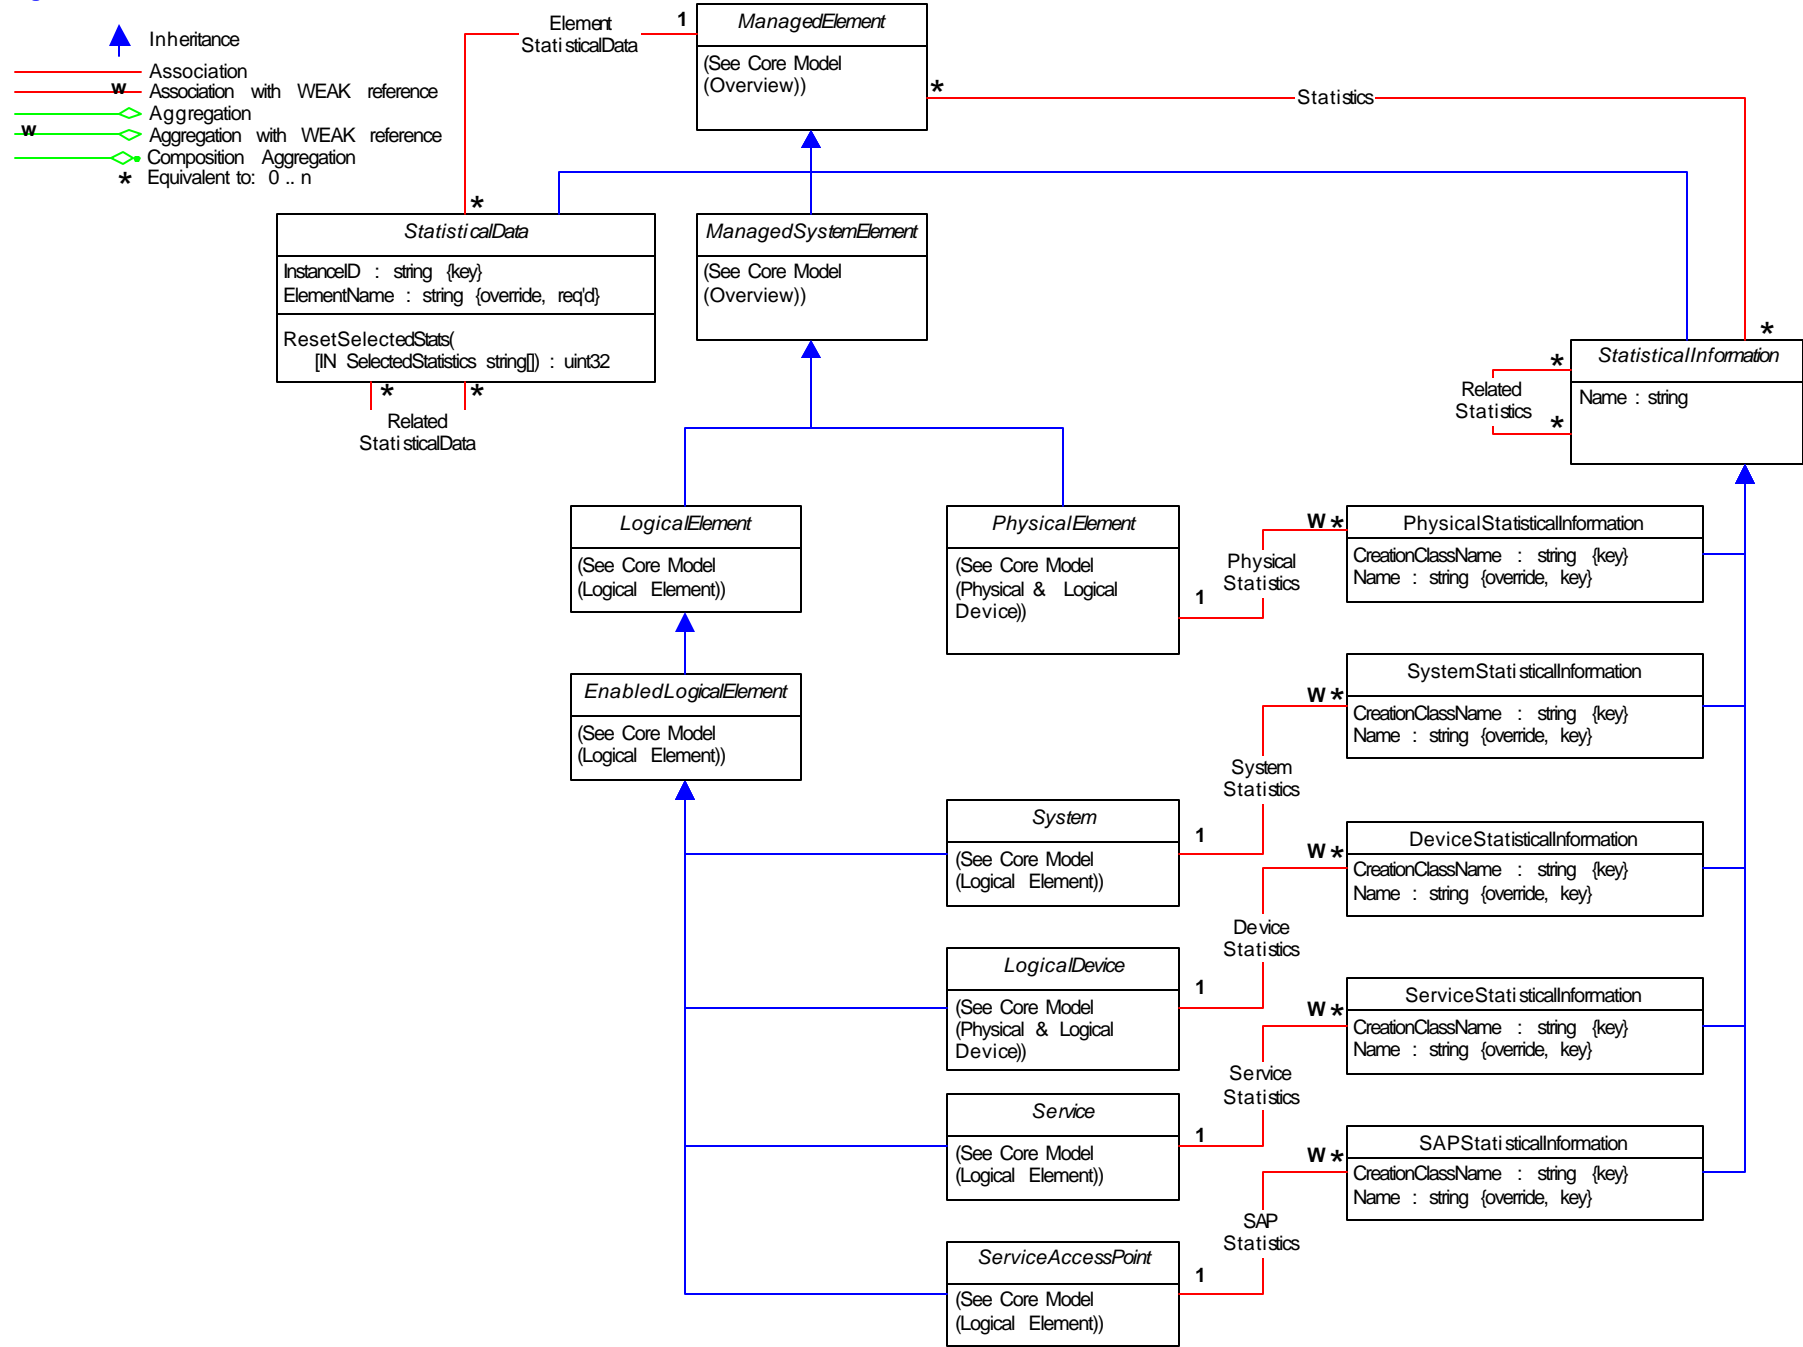 Inheritance
Association
w Association with WEAK reference
Aggregation
w Aggregation with WEAK reference
Composition Aggregation
* Equivalent to: 0 .. n
Element
StatisticalData
1
ManagedElement
(See Core Model
(Overview))
*
Statistics
*
StatisticalData
InstanceID : string {key}
ElementName : string {override, req'd}
ResetSelectedStats(
[IN SelectedStatistics string[]) : uint32
* *
Related
StatisticalData
ManagedSystemElement
(See Core Model
(Overview))
*
StatisticalInformation
Name : string
*
Related
Statistics
*
LogicalElement
(See Core Model
(Logical Element))
PhysicalElement
(See Core Model
(Physical & Logical
Device))
1
Physical
Statistics
W *
PhysicalStatisticalInformation
CreationClassName : string {key}
Name : string {override, key}
EnabledLogicalElement
(See Core Model
(Logical Element))
W *
SystemStatisticalInformation
CreationClassName : string {key}
Name : string {override, key}
System
Statistics
System
(See Core Model
(Logical Element))
1
W *
DeviceStatisticalInformation
CreationClassName : string {key}
Name : string {override, key}
Device
Statistics
LogicalDevice
(See Core Model
(Physical & Logical
Device))
1
W *
ServiceStatisticalInformation
CreationClassName : string {key}
Name : string {override, key}
Service
Statistics
Service
(See Core Model
(Logical Element))
1
W *
SAPStatisticalInformation
CreationClassName : string {key}
Name : string {override, key}
SAP
Statistics
ServiceAccessPoint
(See Core Model
(Logical Element))
1